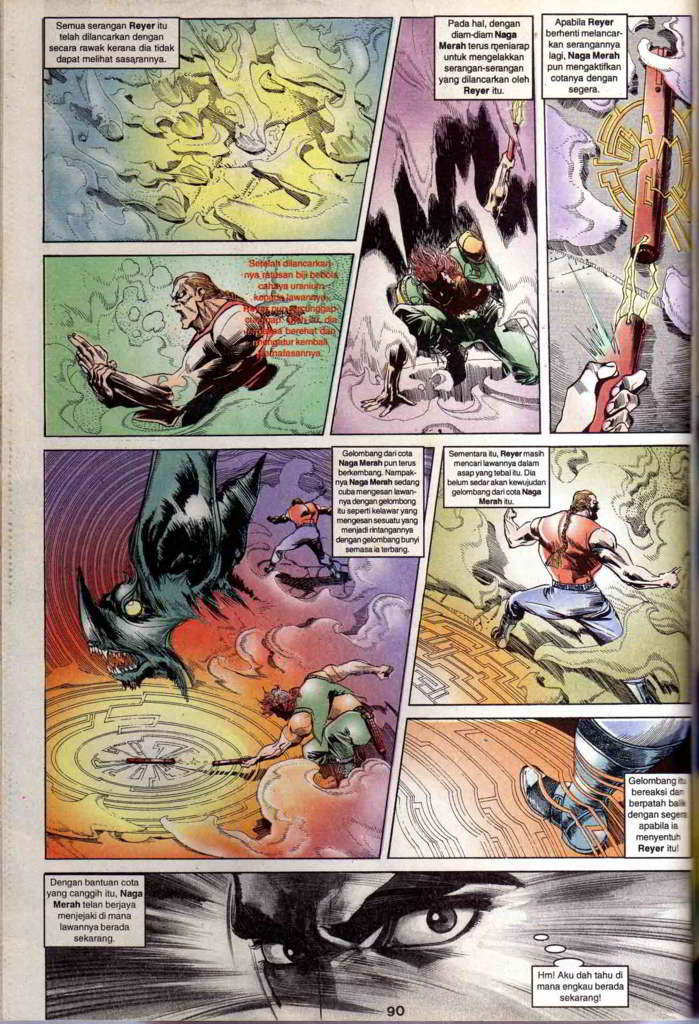 Semua serangan Reyer itu
telah dilancarkan dengan
secara rawak kerana dia tidak
dapat melihat sasarannya.
Pada hal, dengan
diam-diam Naga
Merah terus meniarap
untuk mengelakkan
serangan-serangan
yang dilancarkan oleh
Reyer itu.
Apabila Reyer
berhenti melancar-
kan serangannya
lagi, Naga Merah
pun mengaktifkan
cotanya dengan
segera.
Setelah dilancarkan-
nya ratusan biji bebola
cahaya uranium
kepada lawannya,
Reyer pun
itu, dia
berehat dan
mengatur kembali
pernafasannya.
Gelombang dari cota
Naga Merah pun terus
berkembang. Nampak-
nya Naga Merah sedang
cuba mengesan lawan-
nya dengan gelombong
itu seperti kelawar yang
mengesan sesuatu yang
menjadi rintangannya
dengan gelombang bunyi
semasa ia terbang.
Sementara itu, Reyer masih
mencari lawannya dalam
asap yang tebal itu. Dia
belum sedar akan kewujudan
gelombang dari cota Naga
Merah itu.
Gelombang itu
bereaksi dan
berpatah balik
dengan segera
apabila ia
menyentuh
Reyer itu!
Dengan bantuan cota
yang canggih itu, Naga
Merah telan berjaya
menjejaki di mana
lawannya berada
sekarang.
Hm! Aku dah tahu di
mana engkau berada
sekarang!
90